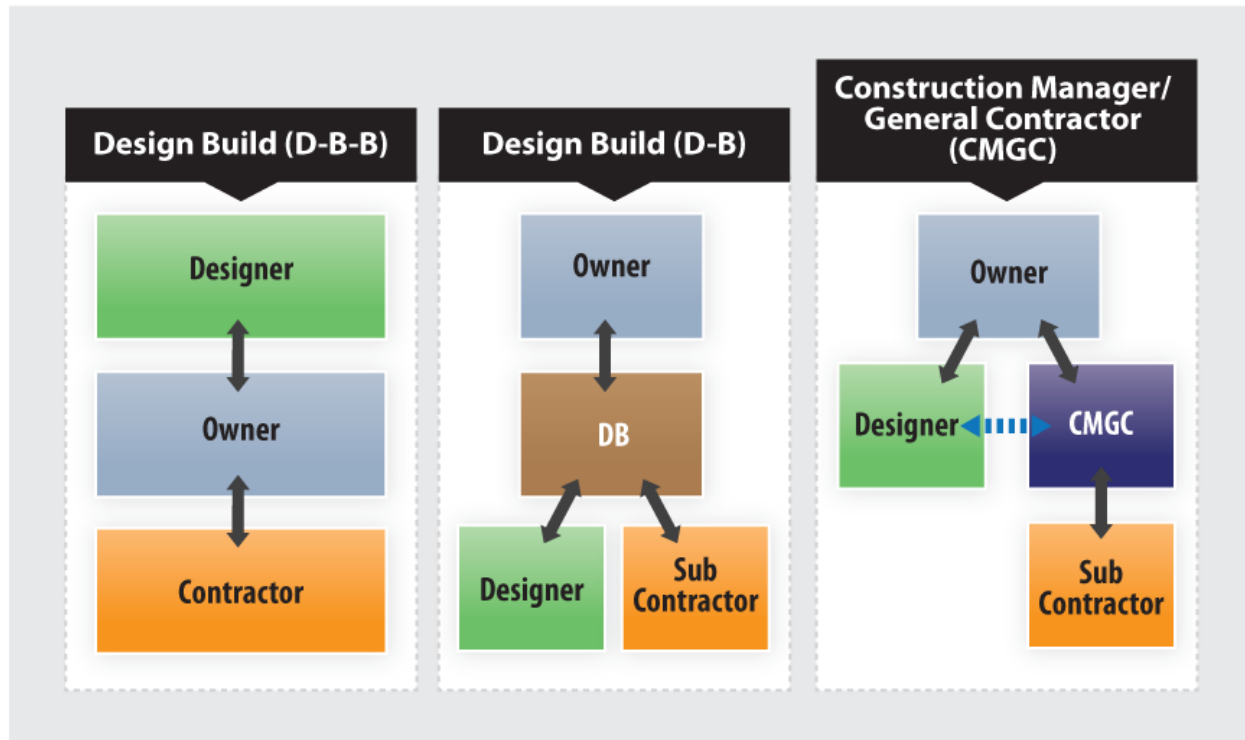 Design Build (D-B-B)
Designer
Owner
Contractor
Design Build (D-B)
Owner
DB
Designer
Sub
Contractor
Construction Manager/
General Contractor
(CMGC)
Owner
Designer
CMGC
Sub
Contractor